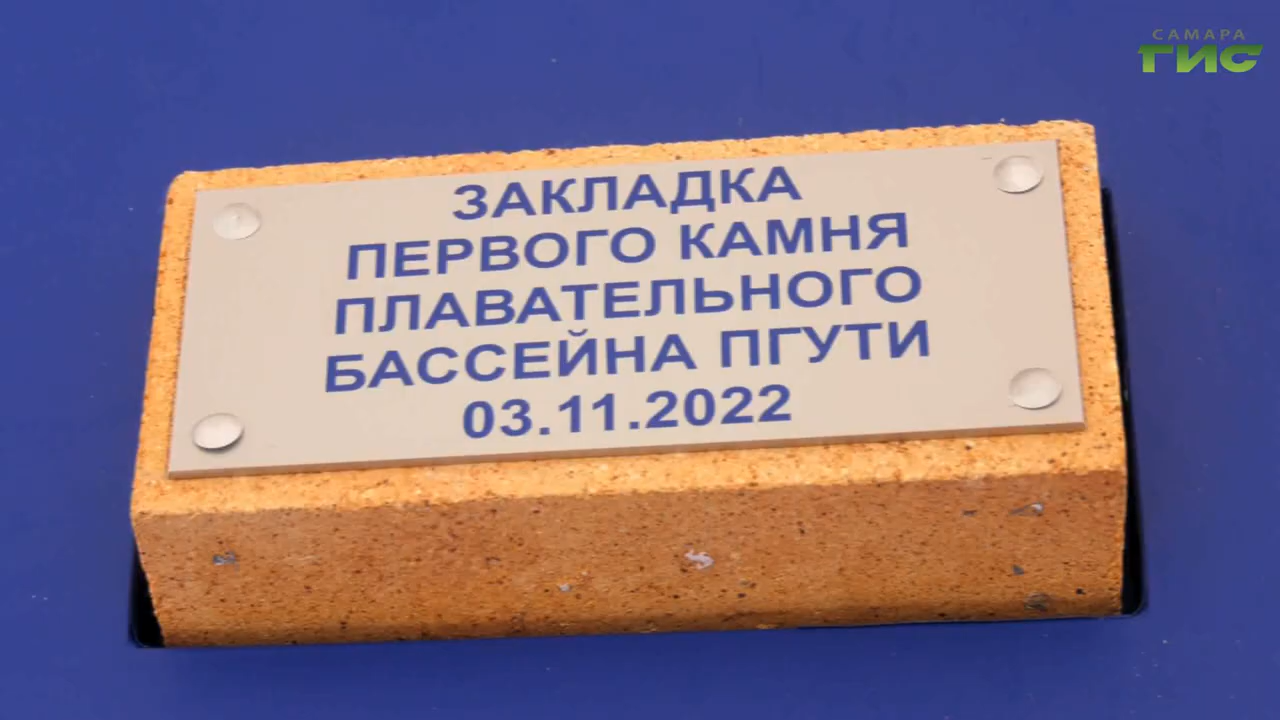 САМАРА
ГИС
ЗАКЛАДКА
ПЕРВОГО КАМНЯ
ПЛАВАТЕЛЬНОГО
БАССЕЙНА ПГУТИ
03.11.2022